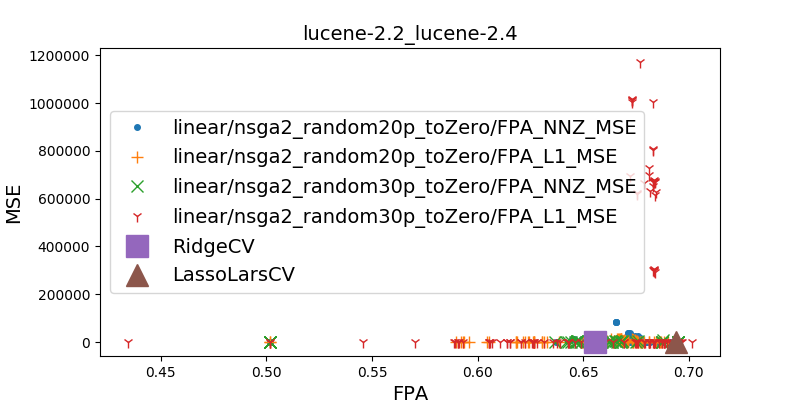 lucene-2.2_lucene-2.4
1200000
1000000
800000
600000
400000
200000
0
MSE
linear/nsga2_random20p_toZero/FPA_NNZ_MSE
linear/nsga2_random20p_toZero/FPA_L1_MSE
linear/nsga2_random30p_toZero/FPA_NNZ_MSE
linear/nsga2_random30p_toZero/FPA_L1_MSE
RidgeCV
LassoLarsCV
0.45 0.50 0.55 0.60 0.65 0.70
FPA